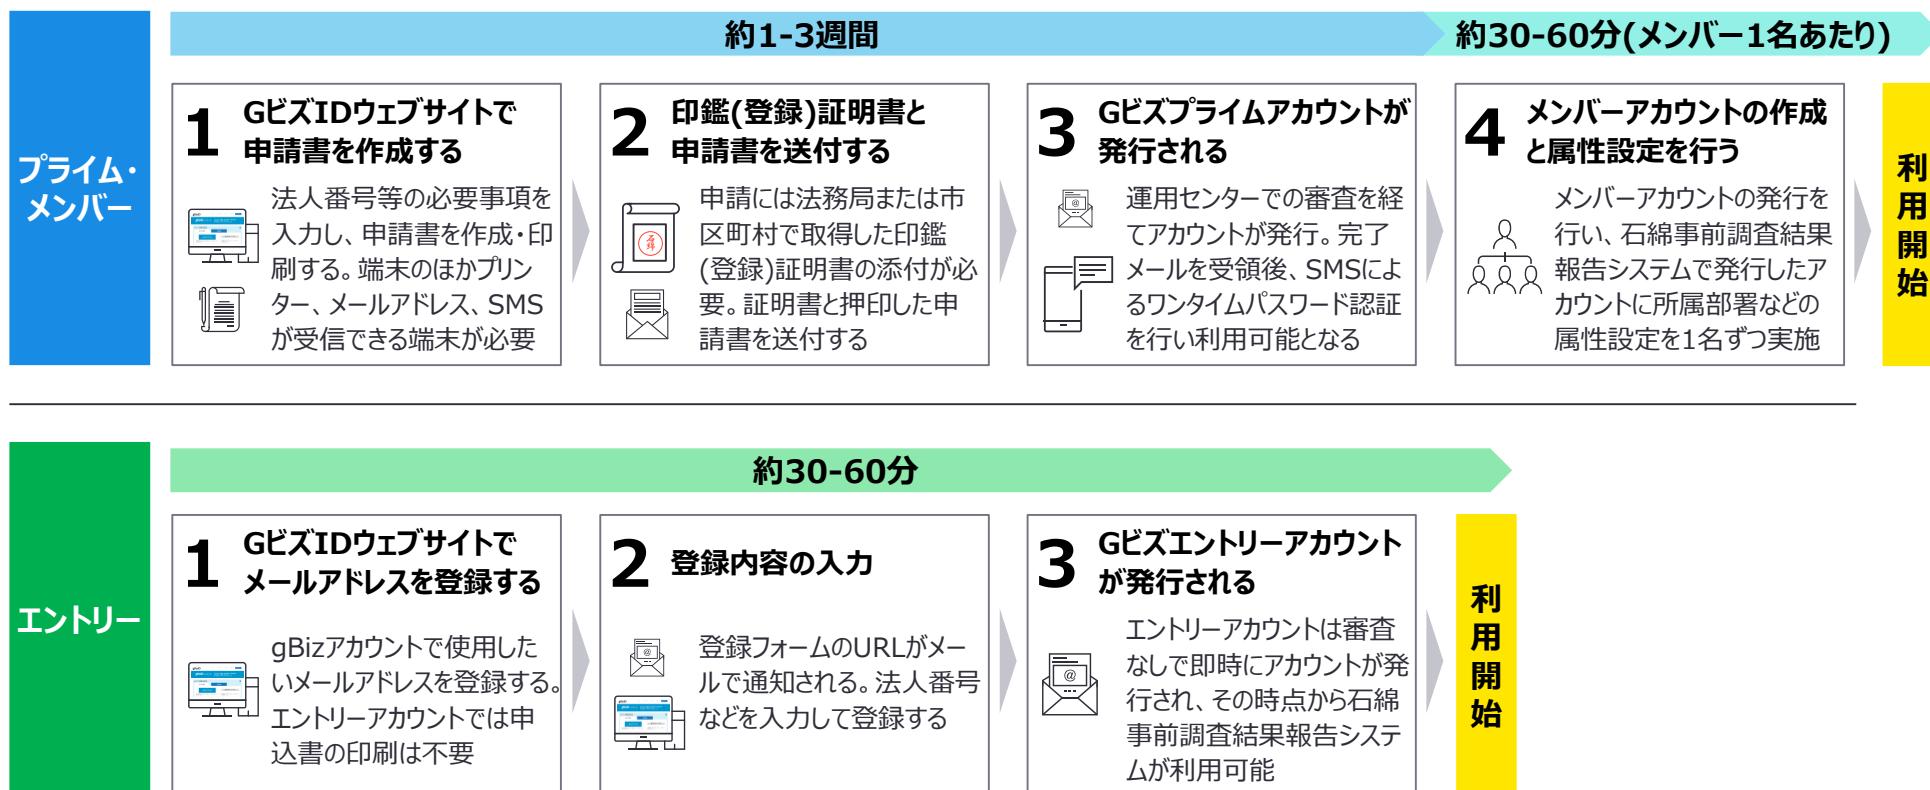 約1-3週間
約30-60分(メンバー1名あたり)
プライム・
メンバー
1
GビズIDウェブサイトで
申請書を作成する
法人番号等の必要事項を
入力し、申請書を作成・印
刷する。端末のほかプリン
ター、メールアドレス、SMS
が受信できる端末が必要
2
印鑑(登録)証明書と
申請書を送付する
申請には法務局または市
区町村で取得した印鑑
(登録)証明書の添付が必
要。証明書と押印した申
請書を送付する
3
Gビズプライムアカウントが
発行される
運用センターでの審査を経
てアカウントが発行。完了
メールを受領後、SMSによ
るワンタイムパスワード認証
を行い利用可能となる
4
メンバーアカウントの作成
と属性設定を行う
メンバーアカウントの発行を
行い、石綿事前調査結果
報告システムで発行したア
カウントに所属部署などの
属性設定を1名ずつ実施
利用開始
約30-60分
エントリー
1
GビズIDウェブサイトで
メールアドレスを登録する
gBizアカウントで使用した
いメールアドレスを登録する。
エントリーアカウントでは申
込書の印刷は不要
2
登録内容の入力
登録フォームのURLがメー
ルで通知される。法人番号
などを入力して登録する
3
Gビズエントリーアカウント
が発行される
エントリーアカウントは審査
なしで即時にアカウントが発
行され、その時点から石綿
事前調査結果報告システ
ムが利用可能
利用開始